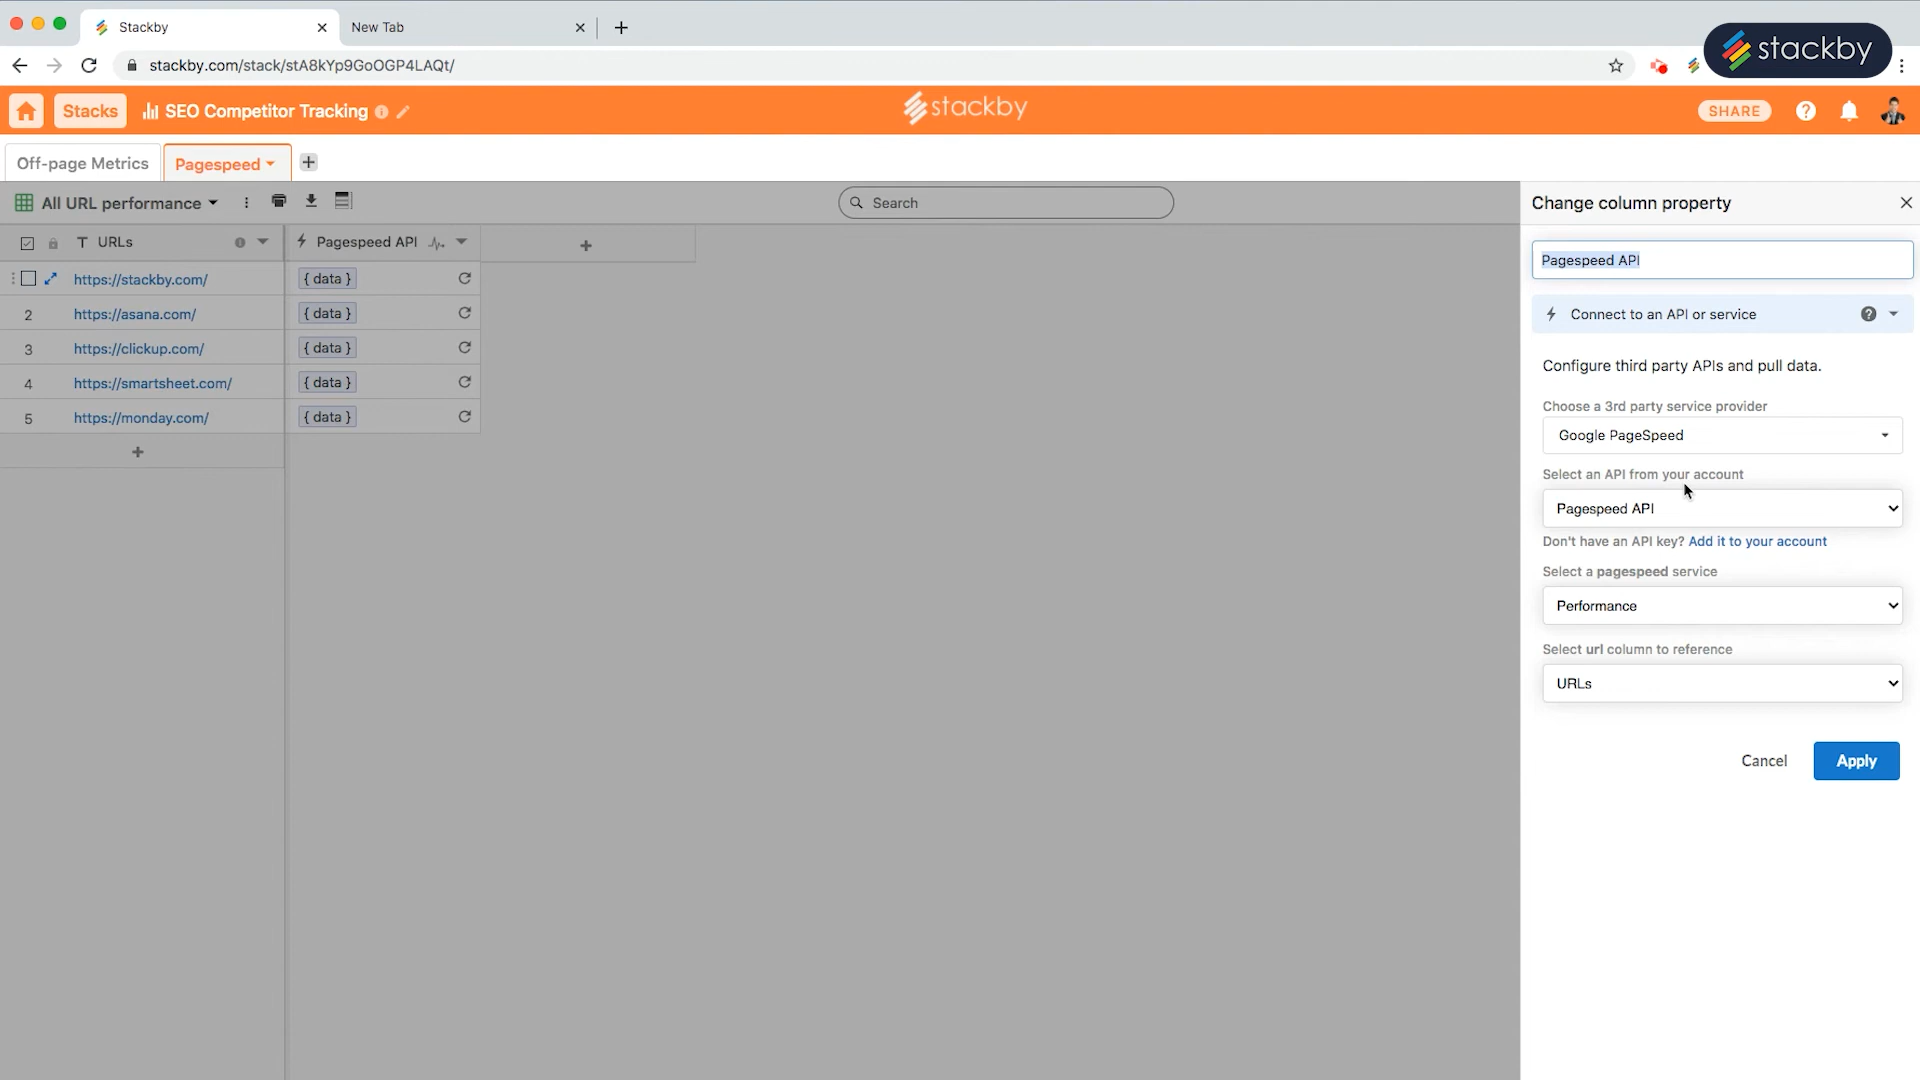 Stackby
New Tab
stackby.com/stack/stA8kYp9GoOGP4LAQt/
stackby
Stacks
SEO Competitor Tracking
stackby
SHARE
Off-page Metrics
Pagespeed
All URL performance
Search
Change column property
URLs
Pagespeed API
Pagespeed API
https://stackby.com/
{ data }
2
https://asana.com/
{ data }
Connect to an API or service
3
https://clickup.com/
{ data }
Configure third party APIs and pull data.
4
https://smartsheet.com/
{ data }
5
https://monday.com/
{ data }
Choose a 3rd party service provider
Google PageSpeed
Select an API from your account
Pagespeed API
Don't have an API key? Add it to your account
Select a pagespeed service
Performance
Select url column to reference
URLs
Cancel
Apply